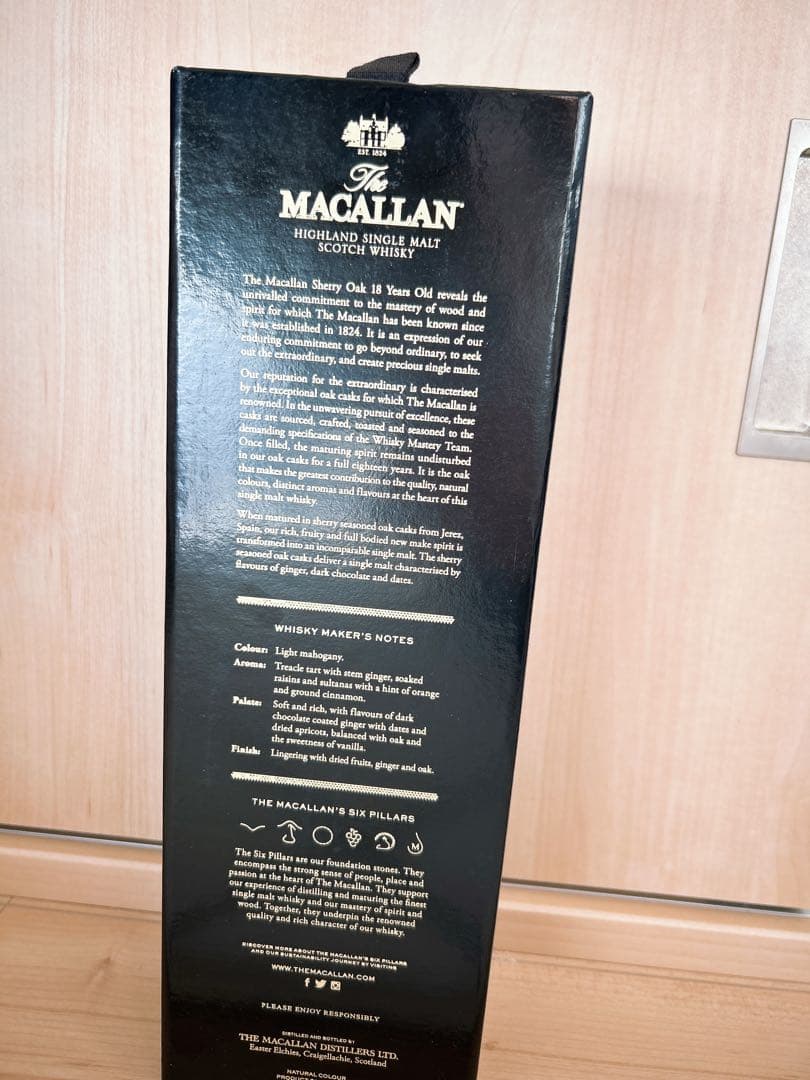 EST. 1824
The
MACALLAN
HIGHLAND SINGLE MALT
SCOTCH WHISKY
The Macallan Sherry Oak 18 Years Old reveals the
unrivalled commitment to the mastery of wood and
spirit for which The Macallan has been known since
it was established in 1824. It is an expression of our
enduring commitment to go beyond ordinary, to seek
out the extraordinary, and create precious single malts.
Our reputation for the extraordinary is characterised
by the exceptional oak casks for which The Macallan is
renowned. In the unwavering pursuit of excellence, these
casks are sourced, crafted, toasted and seasoned to the
demanding specifications of the Whisky Mastery Team.
Once filled, the maturing spirit remains undisturbed
in our oak casks for a full eighteen years. It is the oak
that makes the greatest contribution to the quality, natural
colours, distinct aromas and flavours at the heart of this
single malt whisky.
When matured in sherry seasoned oak casks from Jerez,
Spain, our rich, fruity and full bodied new make spirit is
transformed into an incomparable single malt. The sherry
seasoned oak casks deliver a single malt characterised by
flavours of ginger, dark chocolate and dates.
WHISKY MAKER'S NOTES
Colour: Light mahogany.
Aroma: Treacle tart with stem ginger, soaked
raisins and sultanas with a hint of orange
and ground cinnamon.
Palate: Soft and rich, with flavours of dark
chocolate coated ginger with dates and
dried apricots, balanced with oak and
the sweetness of vanilla.
Finish: Lingering with dried fruits, ginger and oak.
THE MACALLAN'S SIX PILLARS
M
The Six Pillars are our foundation stones. They
encompass the strong sense of people, place and
passion at the heart of The Macallan. They support
our experience of distilling and maturing the finest
single malt whisky and our mastery of spirit and
wood. Together, they underpin the renowned
quality and rich character of our whisky.
DISCOVER MORE ABOUT THE MACALLAN'S SIX PILLARS
AND OUR SUSTAINABILITY JOURNEY BY VISITING
WWW.THEMACALLAN.COM
PLEASE ENJOY RESPONSIBLY
DISTILLED AND BOTTLED BY
THE MACALLAN DISTILLERS LTD.
Easter Elchies, Craigellachie, Scotland
NATURAL COLOUR